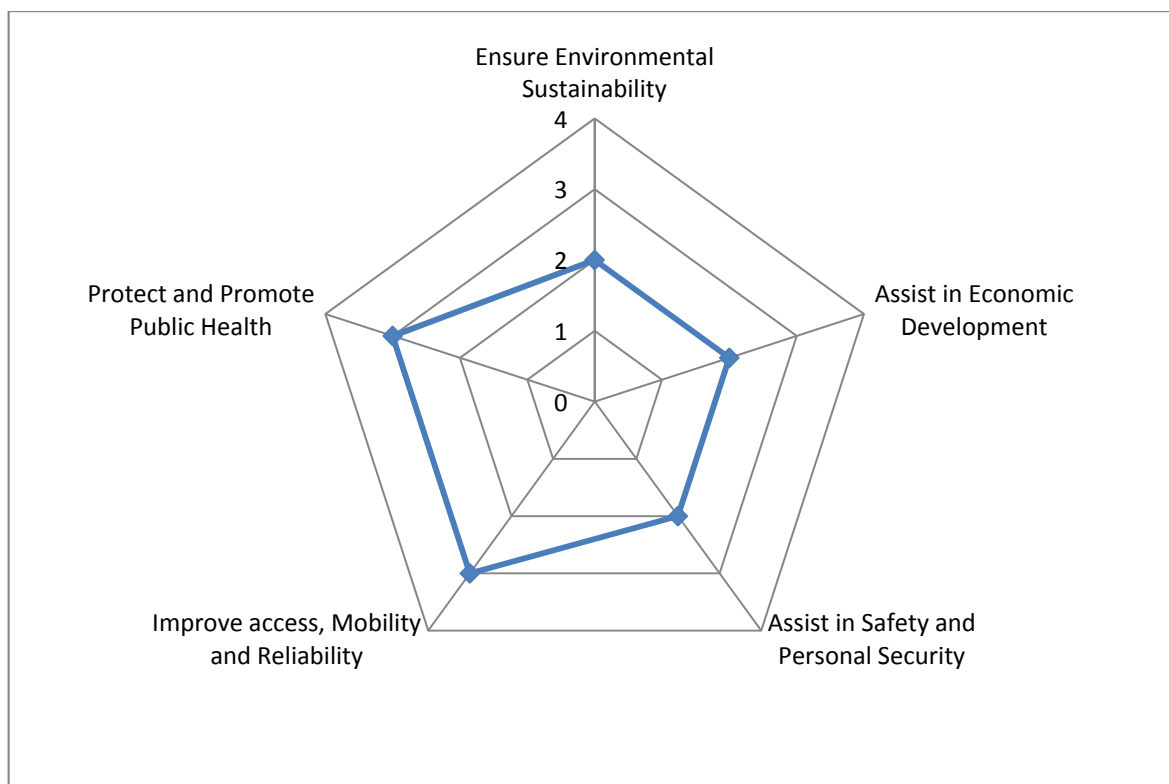 Ensure Environmental
Sustainability
4
3
2
1
0
Assist in Economic
Development
Assist in Safety and
Personal Security
Improve access, Mobility
and Reliability
Protect and Promote
Public Health